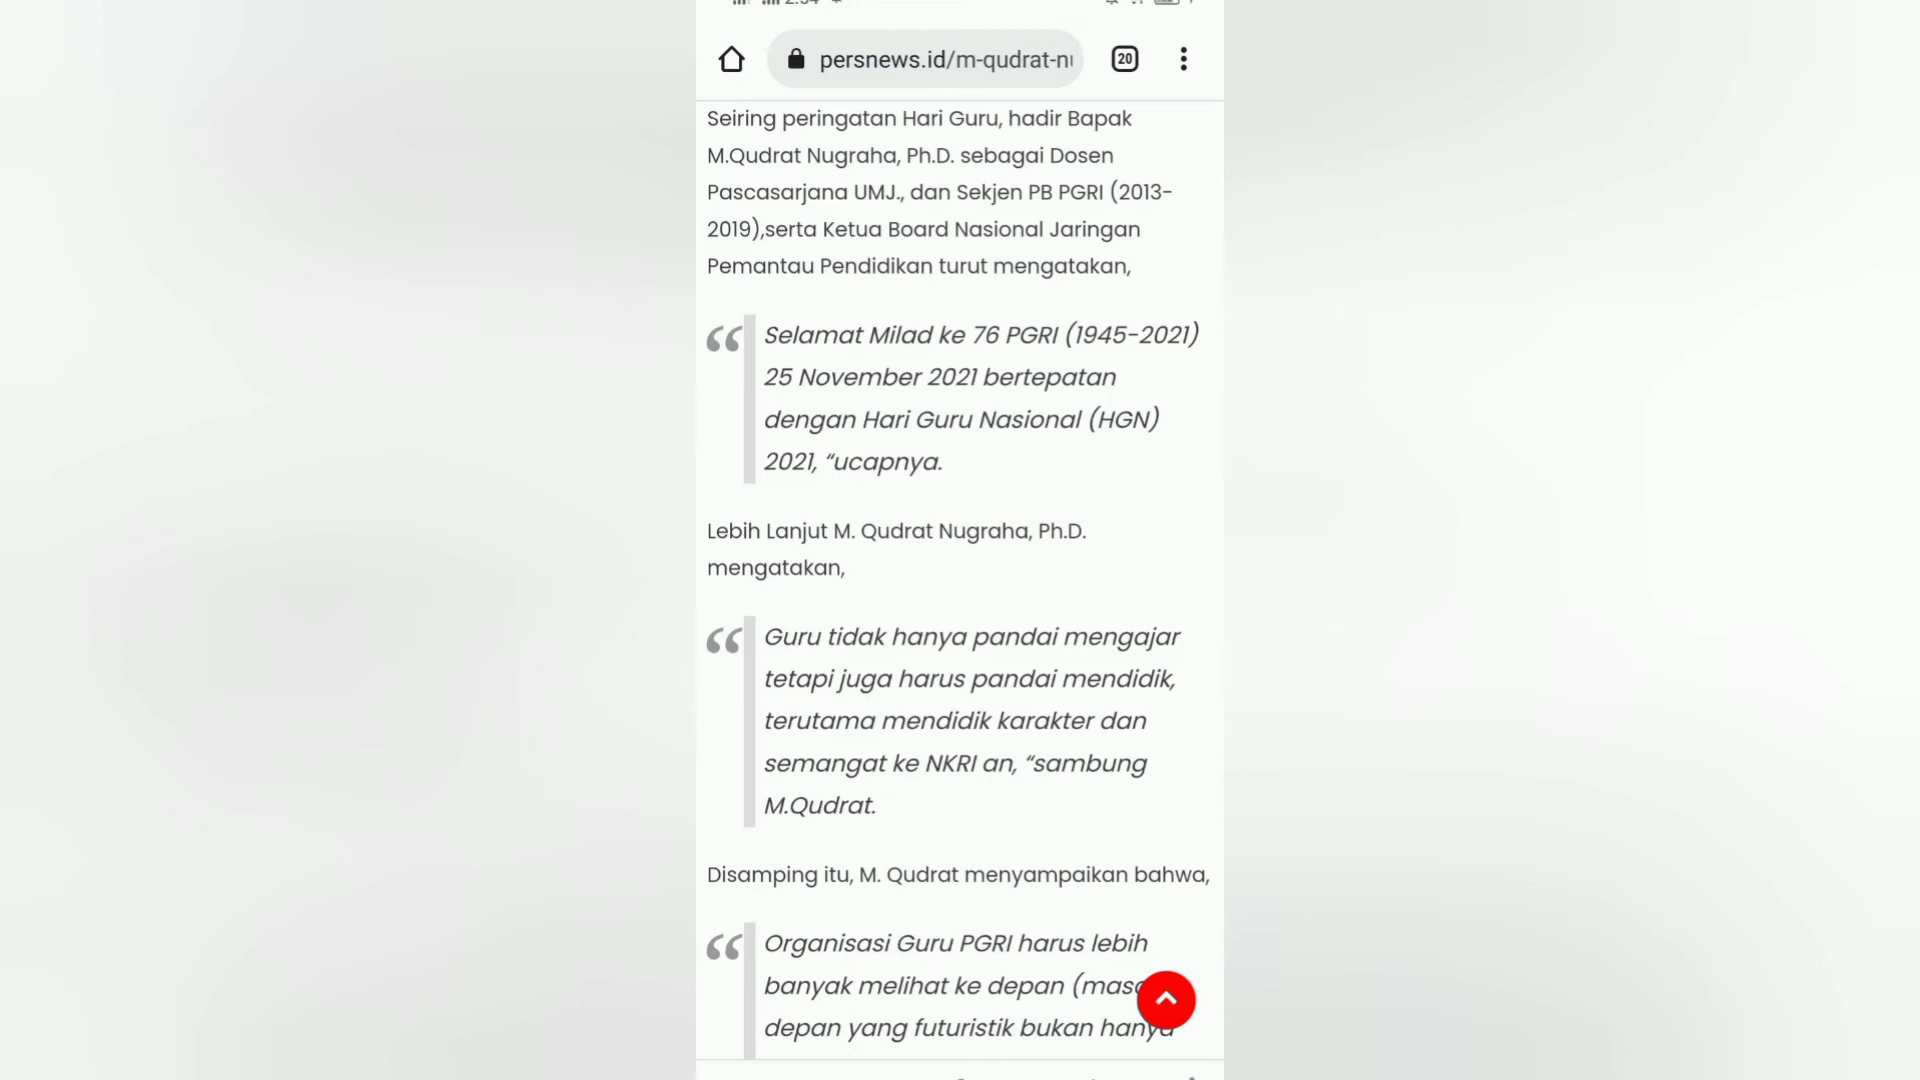 persnews.id/m-qudrat-nu
20
Seiring peringatan Hari Guru, hadir Bapak
M.Qudrat Nugraha, Ph.D. sebagai Dosen
Pascasarjana UMJ., dan Sekjen PB PGRI (2013-
2019),serta Ketua Board Nasional Jaringan
Pemantau Pendidikan turut mengatakan,
“ Selamat Milad ke 76 PGRI (1945-2021)
25 November 2021 bertepatan
dengan Hari Guru Nasional (HGN)
2021, “ucapnya.
Lebih Lanjut M. Qudrat Nugraha, Ph.D.
mengatakan,
“ Guru tidak hanya pandai mengajar
tetapi juga harus pandai mendidik,
terutama mendidik karakter dan
semangat ke NKRI an, “sambung
M.Qudrat.
Disamping itu, M. Qudrat menyampaikan bahwa,
“ Organisasi Guru PGRI harus lebih
banyak melihat ke depan (masa
depan yang futuristik bukan hanya